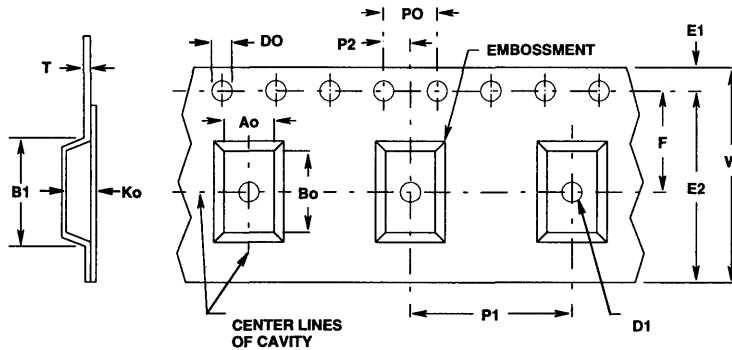 PO
DO
P2
E1
EMBOSSMENT
T
Ao
F
W
B1
Ko
Bo
E2
P1
CENTER LINES
OF CAVITY
D1